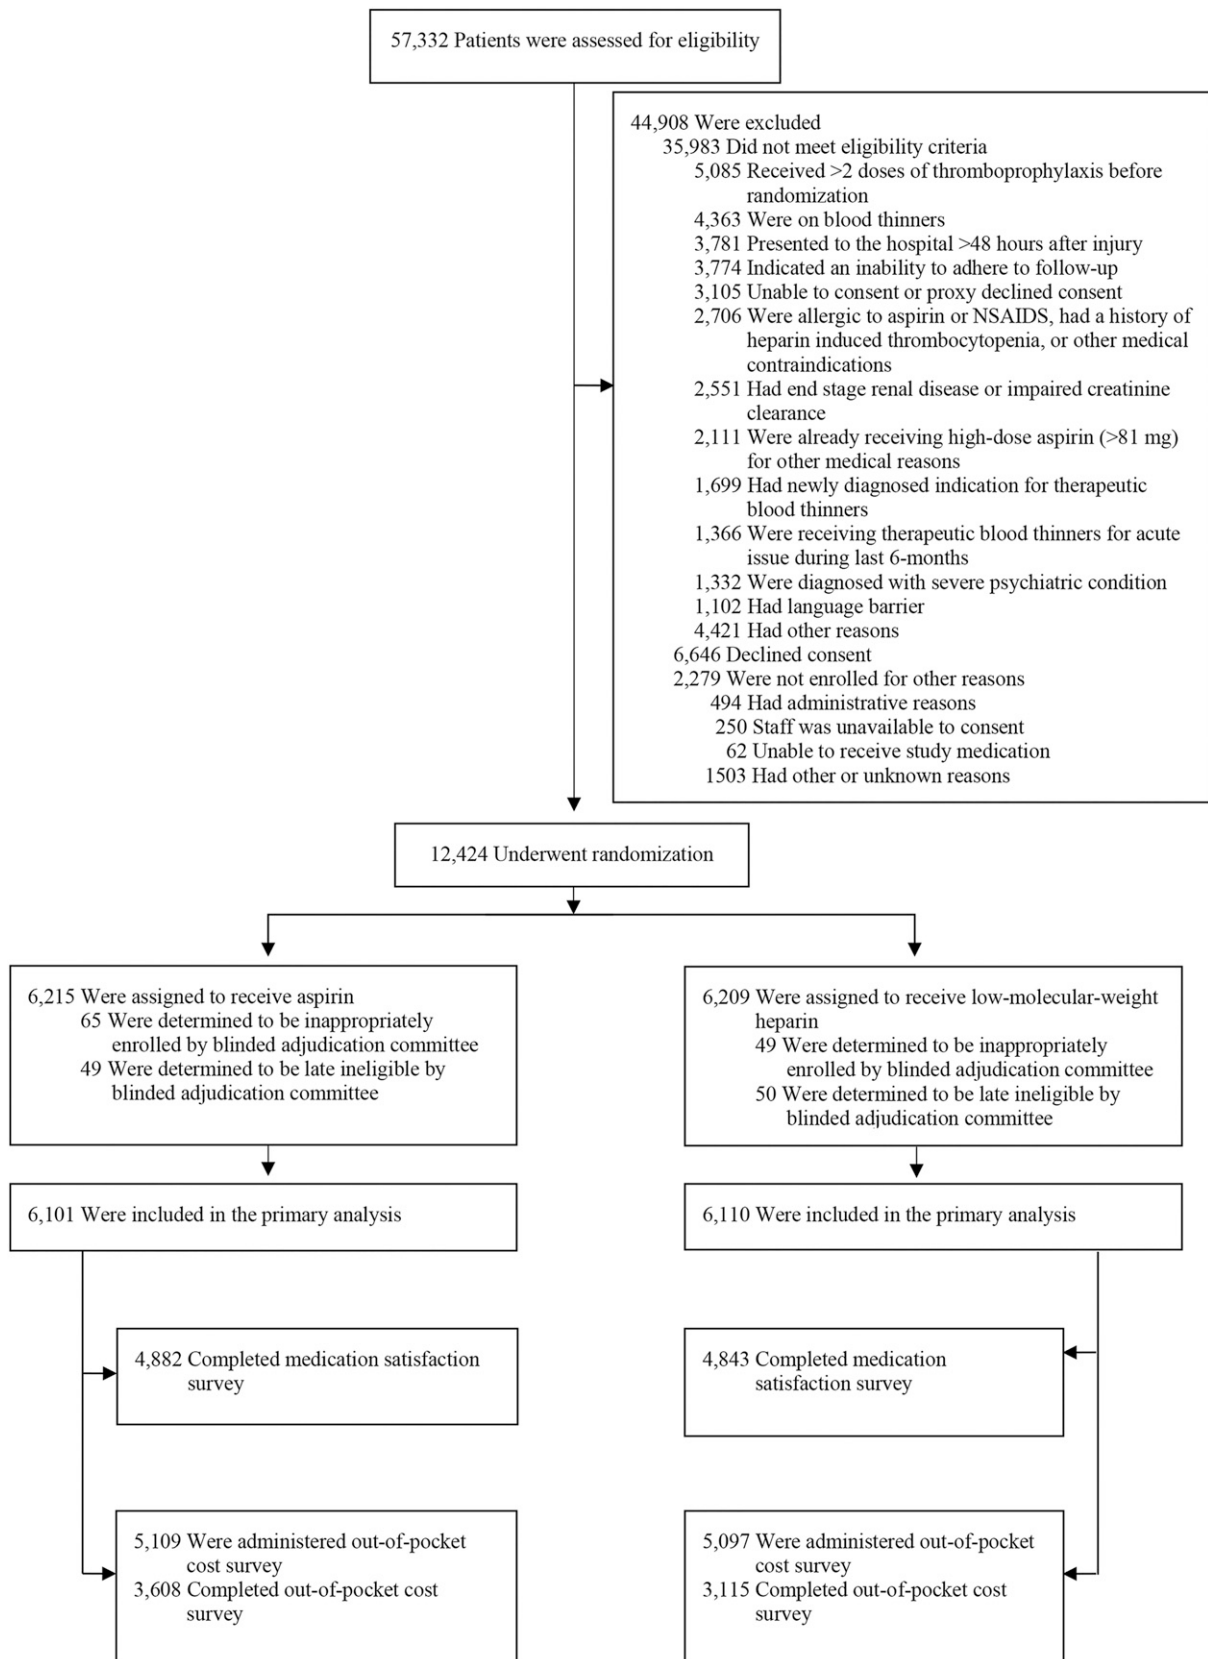 57,332 Patients were assessed for eligibility
44,908 Were excluded
35,983 Did not meet eligibility criteria
5,085 Received >2 doses of thromboprophylaxis before
randomization
4,363 Were on blood thinners
3,781 Presented to the hospital >48 hours after injury
3,774 Indicated an inability to adhere to follow-up
3,105 Unable to consent or proxy declined consent
2,706 Were allergic to aspirin or NSAIDS, had a history of
heparin induced thrombocytopenia, or other medical
contraindications
2,551 Had end stage renal disease or impaired creatinine
clearance
2,111 Were already receiving high-dose aspirin (>81 mg)
for other medical reasons
1,699 Had newly diagnosed indication for therapeutic
blood thinners
1,366 Were receiving therapeutic blood thinners for acute
issue during last 6-months
1,332 Were diagnosed with severe psychiatric condition
1,102 Had language barrier
4,421 Had other reasons
6,646 Declined consent
2,279 Were not enrolled for other reasons
494 Had administrative reasons
250 Staff was unavailable to consent
62 Unable to receive study medication
1503 Had other or unknown reasons
12,424 Underwent randomization
6,215 Were assigned to receive aspirin
65 Were determined to be inappropriately
enrolled by blinded adjudication committee
49 Were determined to be late ineligible by
blinded adjudication committee
6,209 Were assigned to receive low-molecular-weight
heparin
49 Were determined to be inappropriately
enrolled by blinded adjudication committee
50 Were determined to be late ineligible by
blinded adjudication committee
6,101 Were included in the primary analysis
6,110 Were included in the primary analysis
4,882 Completed medication satisfaction
survey
4,843 Completed medication
satisfaction survey
5,109 Were administered out-of-pocket
cost survey
3,608 Completed out-of-pocket cost
survey
5,097 Were administered out-of-pocket
cost survey
3,115 Completed out-of-pocket cost
survey